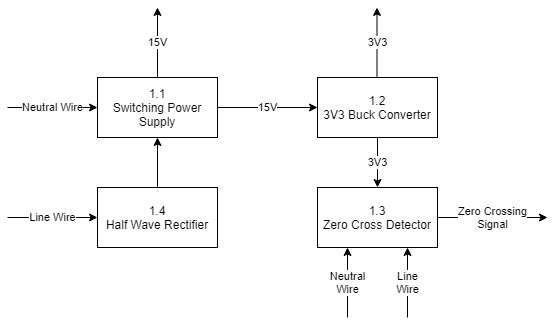 15V
3V3
1.1
Switching Power
Supply
1.2
3V3 Buck Converter
Neutral Wire
15V
3V3
1.4
Half Wave Rectifier
1.3
Zero Cross Detector
Line Wire
Zero Crossing
Signal
Neutral
Wire
Line
Wire